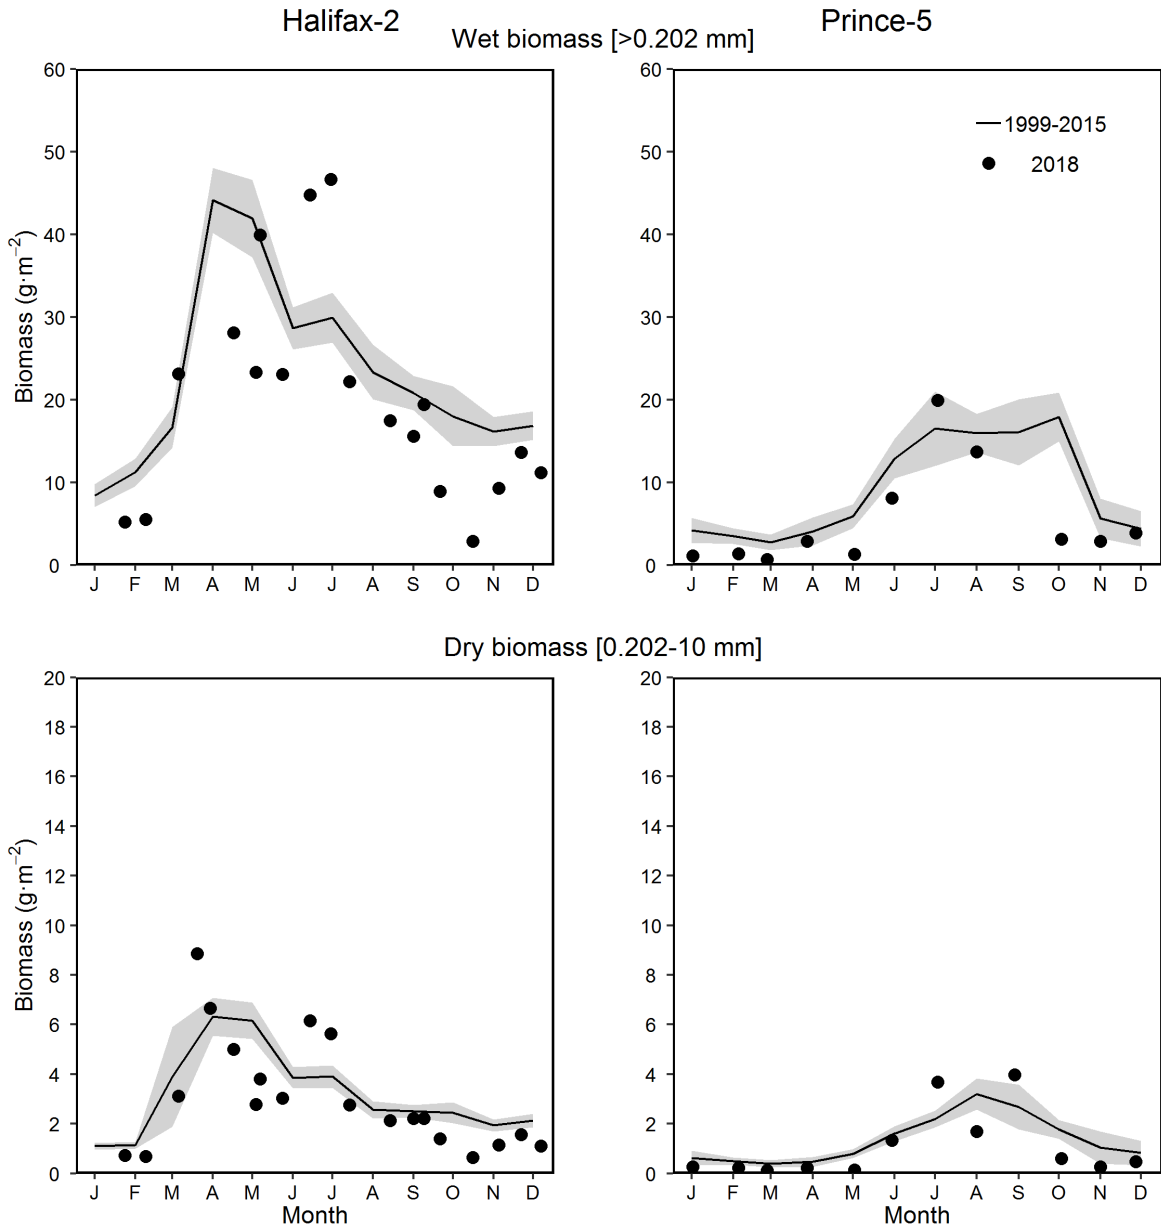 Halifax-2 Prince-5
Wet biomass [>0.202 mm]
60 60
1999-2015
50 50
2018
40 40
Biomass (g·m⁻²)
30 30
20 20
10 10
0 0
J F M A M J J A S O N D J F M A M J J A S O N D
Dry biomass [0.202-10 mm]
20 20
18 18
16 16
14 14
12 12
Biomass (g·m⁻²)
10 10
8 8
6 6
4 4
2 2
0 0
J F M A M J J A S O N D J F M A M J J A S O N D
Month Month